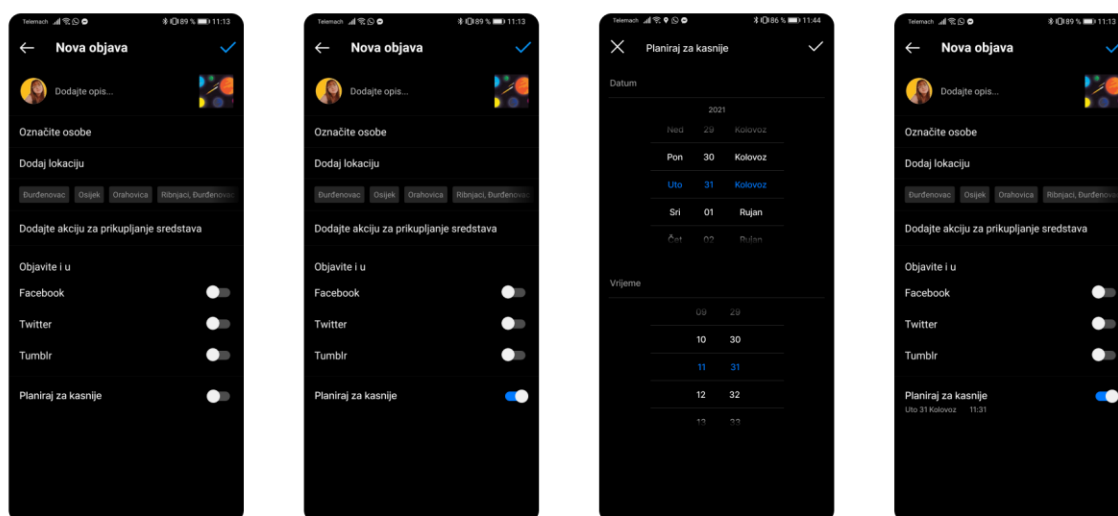 Telemach 89 % 11:13
Nova objava
Dodajte opis...
Označite osobe
Dodaj lokaciju
Đurđenovac Osijek Orahovica Ribnjaci, Đurđenovac
Dodajte akciju za prikupljanje sredstava
Objavite i u
Facebook
Twitter
Tumblr
Planiraj za kasnije
Telemach 89 % 11:13
Nova objava
Dodajte opis...
Označite osobe
Dodaj lokaciju
Đurđenovac Osijek Orahovica Ribnjaci, Đurđenovac
Dodajte akciju za prikupljanje sredstava
Objavite i u
Facebook
Twitter
Tumblr
Planiraj za kasnije
Telemach 86 % 11:44
Planiraj za kasnije
Datum
2021
Ned 29 Kolovoz
Pon 30 Kolovoz
Uto 31 Kolovoz
Sri 01 Rujan
Čet 02 Rujan
Vrijeme
09 29
10 30
11 31
12 32
13 33
Telemach 89 % 11:13
Nova objava
Dodajte opis...
Označite osobe
Dodaj lokaciju
Đurđenovac Osijek Orahovica Ribnjaci, Đurđenova
Dodajte akciju za prikupljanje sredstava
Objavite i u
Facebook
Twitter
Tumblr
Planiraj za kasnije
Uto 31 Kolovoz 11:31